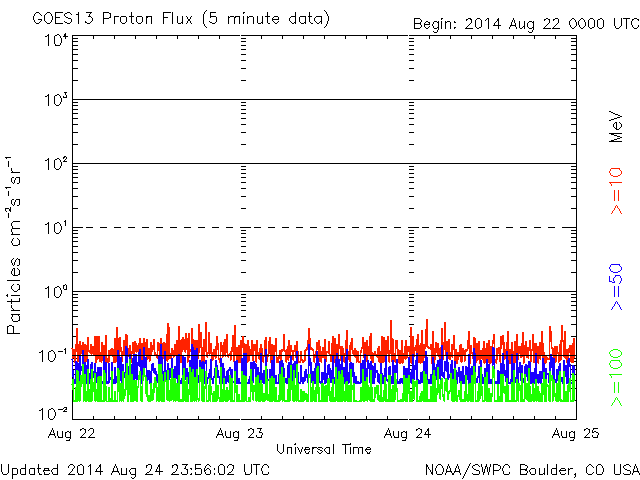 GOES13 Proton Flux (5 minute data)
Begin: 2014 Aug 22 0000 UTC
Particles cm⁻²s⁻¹sr⁻¹
10⁴
10³
10²
10¹
10⁰
10⁻¹
10⁻²
MeV
>=10
>=50
>=100
Aug 22
Aug 23
Aug 24
Aug 25
Universal Time
Updated 2014 Aug 24 23:56:02 UTC
NOAA/SWPC Boulder, CO USA